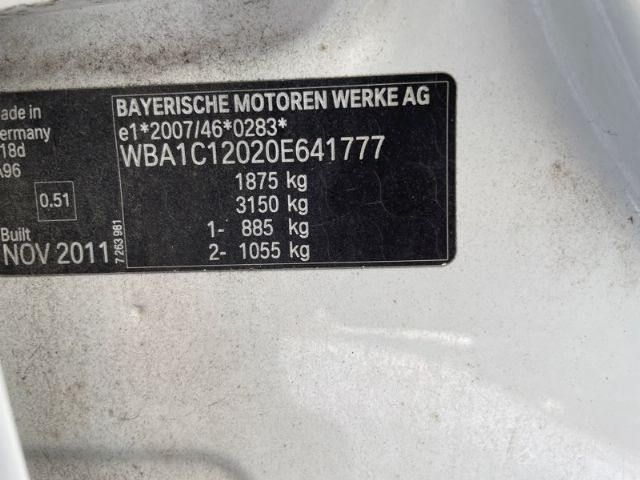 BAYERISCHE MOTOREN WERKE AG
e1*2007/46*0283*
WBA1C12020E641777
1875 kg
3150 kg
1- 885 kg
2- 1055 kg
ade in
ermany
18d
A96
0.51
Built
NOV 2011
7 263 981